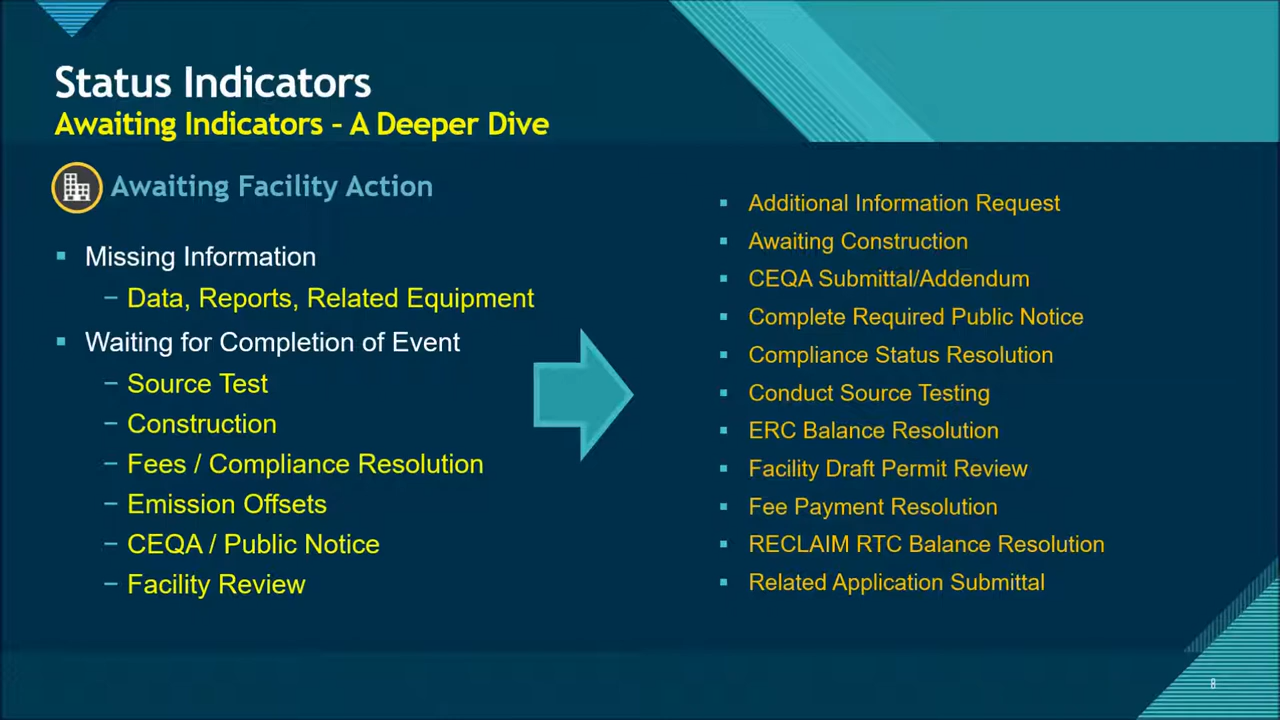 Status Indicators
Awaiting Indicators – A Deeper Dive
Awaiting Facility Action
▪ Missing Information
– Data, Reports, Related Equipment
▪ Waiting for Completion of Event
– Source Test
– Construction
– Fees / Compliance Resolution
– Emission Offsets
– CEQA / Public Notice
– Facility Review
▪ Additional Information Request
▪ Awaiting Construction
▪ CEQA Submittal/Addendum
▪ Complete Required Public Notice
▪ Compliance Status Resolution
▪ Conduct Source Testing
▪ ERC Balance Resolution
▪ Facility Draft Permit Review
▪ Fee Payment Resolution
▪ RECLAIM RTC Balance Resolution
▪ Related Application Submittal
8